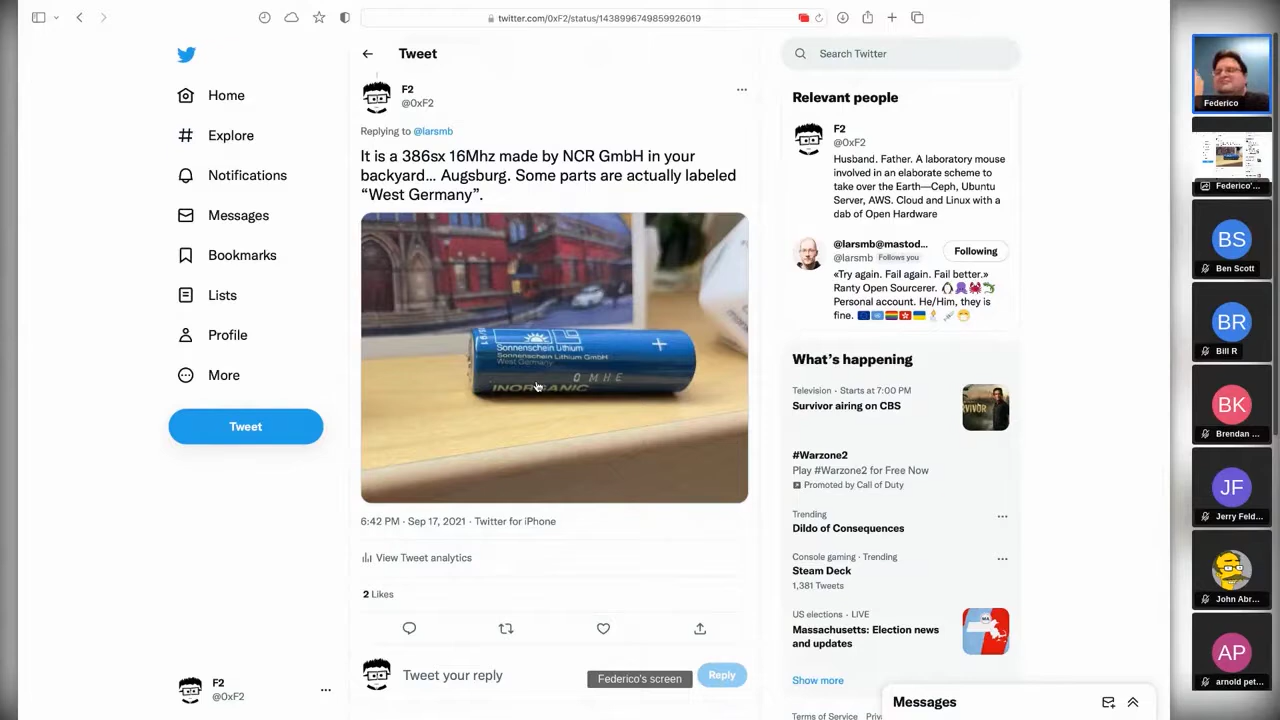 twitter.com/0xF2/status/1438996749859926019
Home
Explore
Notifications
Messages
Bookmarks
Lists
Profile
More
Tweet
F2
@0xF2
Tweet
F2
@0xF2
Replying to @larsmb
It is a 386sx 16Mhz made by NCR GmbH in your
backyard… Augsburg. Some parts are actually labeled
“West Germany”.
Sonnenschein Lithium
Sonnenschein Lithium GmbH
West Germany
INORGANIC
+
6:42 PM · Sep 17, 2021 · Twitter for iPhone
View Tweet analytics
2 Likes
Tweet your reply
Federico's screen
Reply
Search Twitter
Relevant people
F2
@0xF2
Husband. Father. A laboratory mouse
involved in an elaborate scheme to
take over the Earth—Ceph, Ubuntu
Server, AWS. Cloud and Linux with a
dab of Open Hardware
@larsmb@mastod...
@larsmb Follows you
Following
«Try again. Fail again. Fail better.»
Ranty Open Sourcerer.
Personal account. He/Him, they is
fine.
What’s happening
Television · Starts at 7:00 PM
Survivor airing on CBS
#Warzone2
Play #Warzone2 for Free Now
Promoted by Call of Duty
Trending
Dildo of Consequences
Console gaming · Trending
Steam Deck
1,381 Tweets
US elections · LIVE
Massachusetts: Election news
and updates
Show more
Terms of Service
Messages
Federico
Federico'...
BS
Ben Scott
BR
Bill R
BK
Brendan ...
JF
Jerry Feld...
John Abr...
AP
arnold pet...